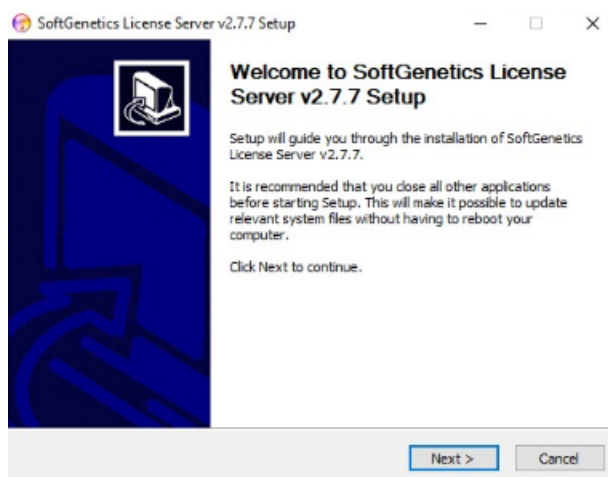 SoftGenetics License Server v2.7.7 Setup
Welcome to SoftGenetics License
Server v2.7.7 Setup
Setup will guide you through the installation of SoftGenetics
License Server v2.7.7.
It is recommended that you close all other applications
before starting Setup. This will make it possible to update
relevant system files without having to reboot your
computer.
Click Next to continue.
Next >
Cancel